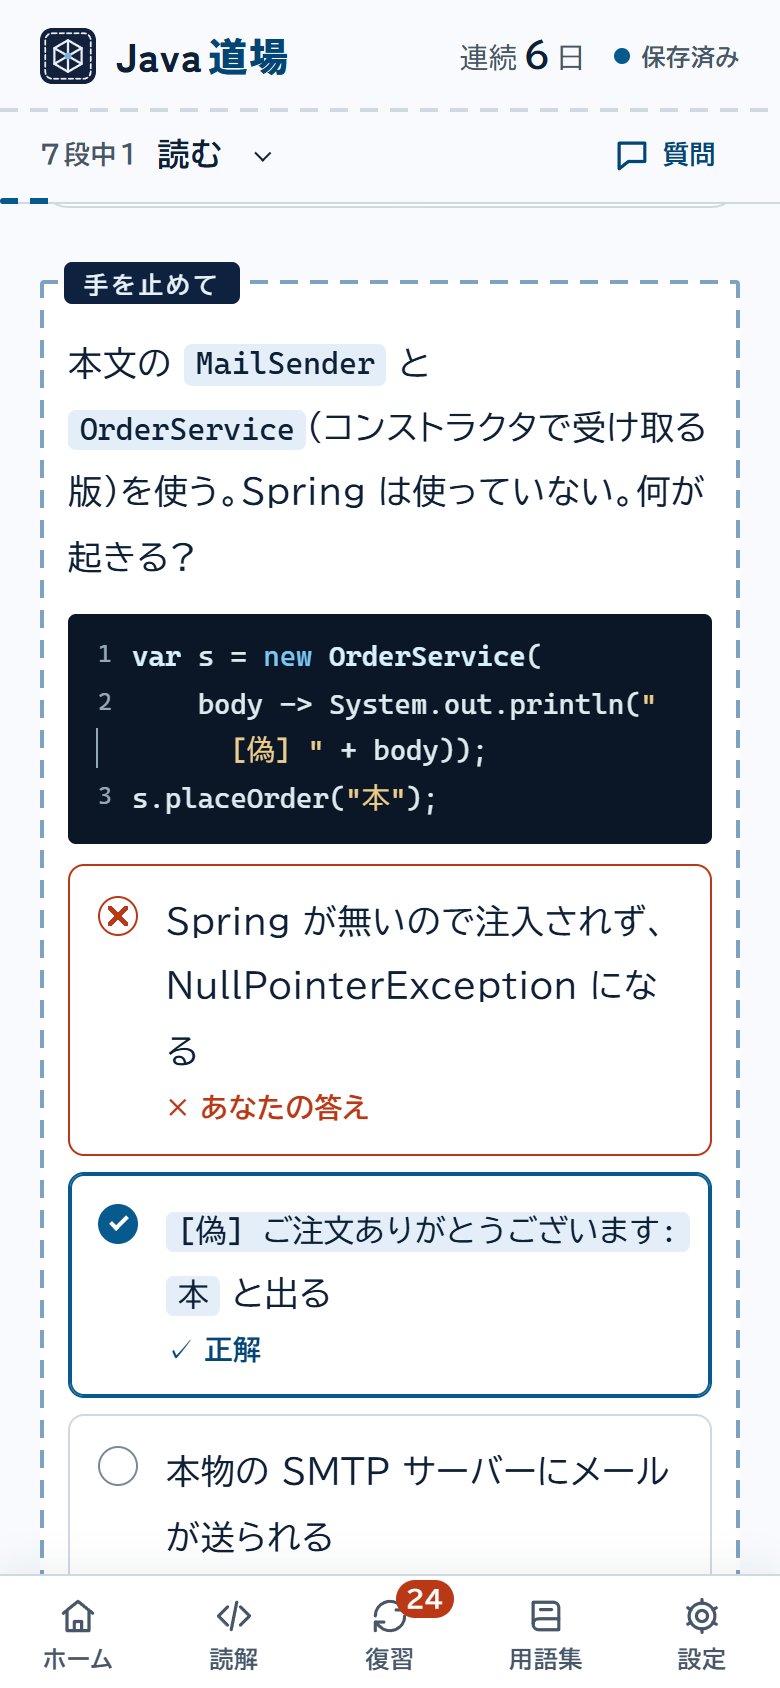 Java道場
連続 6 日
保存済み
7段中1 読む
質問
手を止めて
本文の MailSender と
OrderService(コンストラクタで受け取る
版)を使う。Spring は使っていない。何が
起きる?
1 var s = new OrderService(
2 body -> System.out.println("
[偽] " + body));
3 s.placeOrder("本");
Spring が無いので注入されず、
NullPointerException にな
る
× あなたの答え
[偽] ご注文ありがとうございます:
本 と出る
✓ 正解
本物の SMTP サーバーにメール
が送られる
24
ホーム 読解 復習 用語集 設定